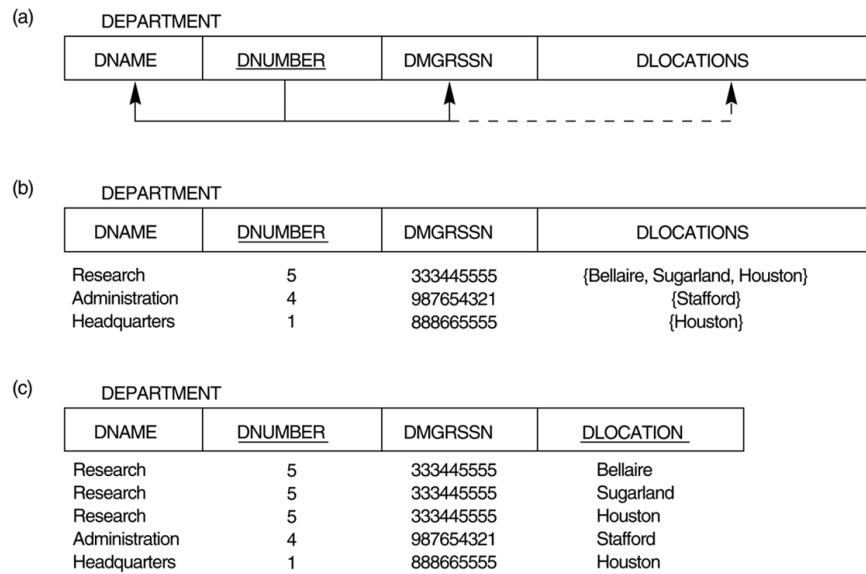 (a)
DEPARTMENT
DNAME DNUMBER DMGRSSN DLOCATIONS
(b)
DEPARTMENT
DNAME DNUMBER DMGRSSN DLOCATIONS
Research 5 333445555 {Bellaire, Sugarland, Houston}
Administration 4 987654321 {Stafford}
Headquarters 1 888665555 {Houston}
(c)
DEPARTMENT
DNAME DNUMBER DMGRSSN DLOCATION
Research 5 333445555 Bellaire
Research 5 333445555 Sugarland
Research 5 333445555 Houston
Administration 4 987654321 Stafford
Headquarters 1 888665555 Houston